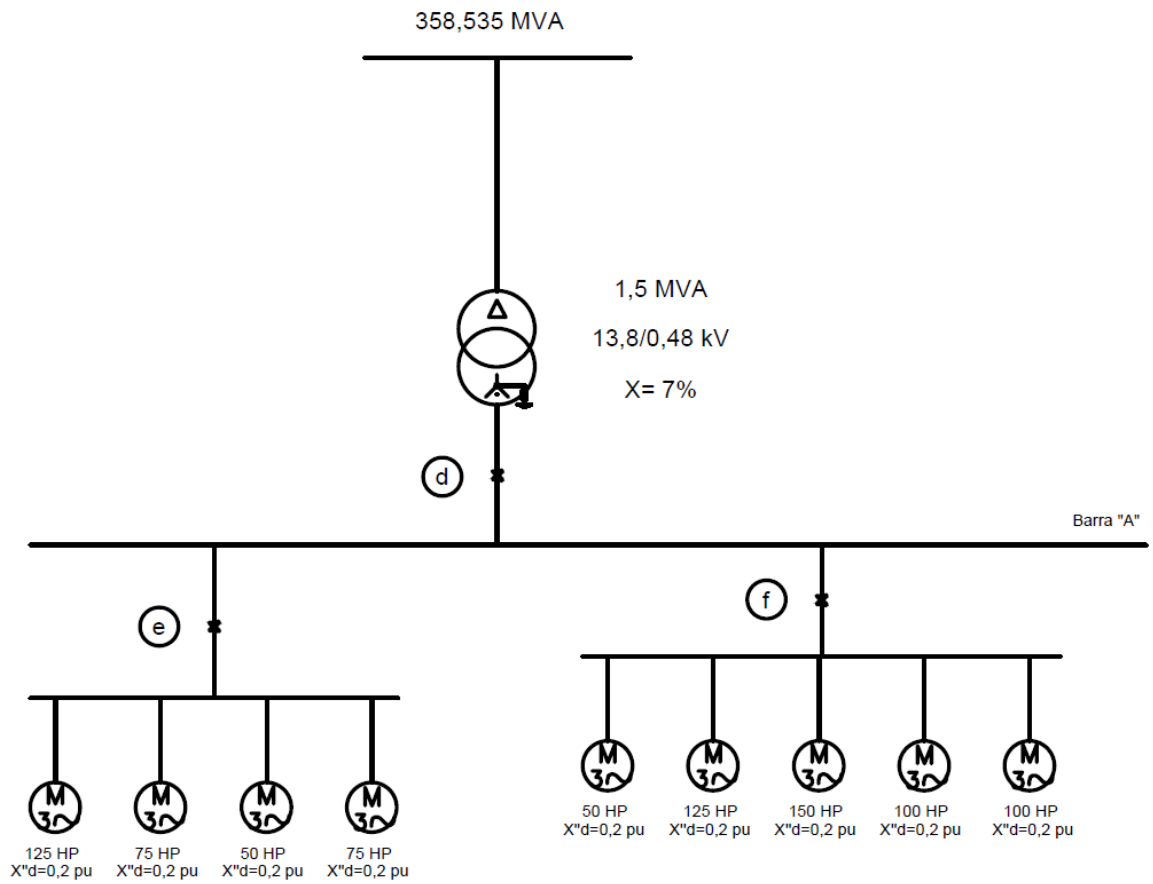 358,535 MVA
1,5 MVA
13,8/0,48 kV
X= 7%
d
Barra "A"
e
f
M
3~
M
3~
M
3~
M
3~
M
3~
50 HP
X"d=0,2 pu
125 HP
X"d=0,2 pu
150 HP
X"d=0,2 pu
100 HP
X"d=0,2 pu
100 HP
X"d=0,2 pu
M
3~
M
3~
M
3~
M
3~
125 HP
X"d=0,2 pu
75 HP
X"d=0,2 pu
50 HP
X"d=0,2 pu
75 HP
X"d=0,2 pu